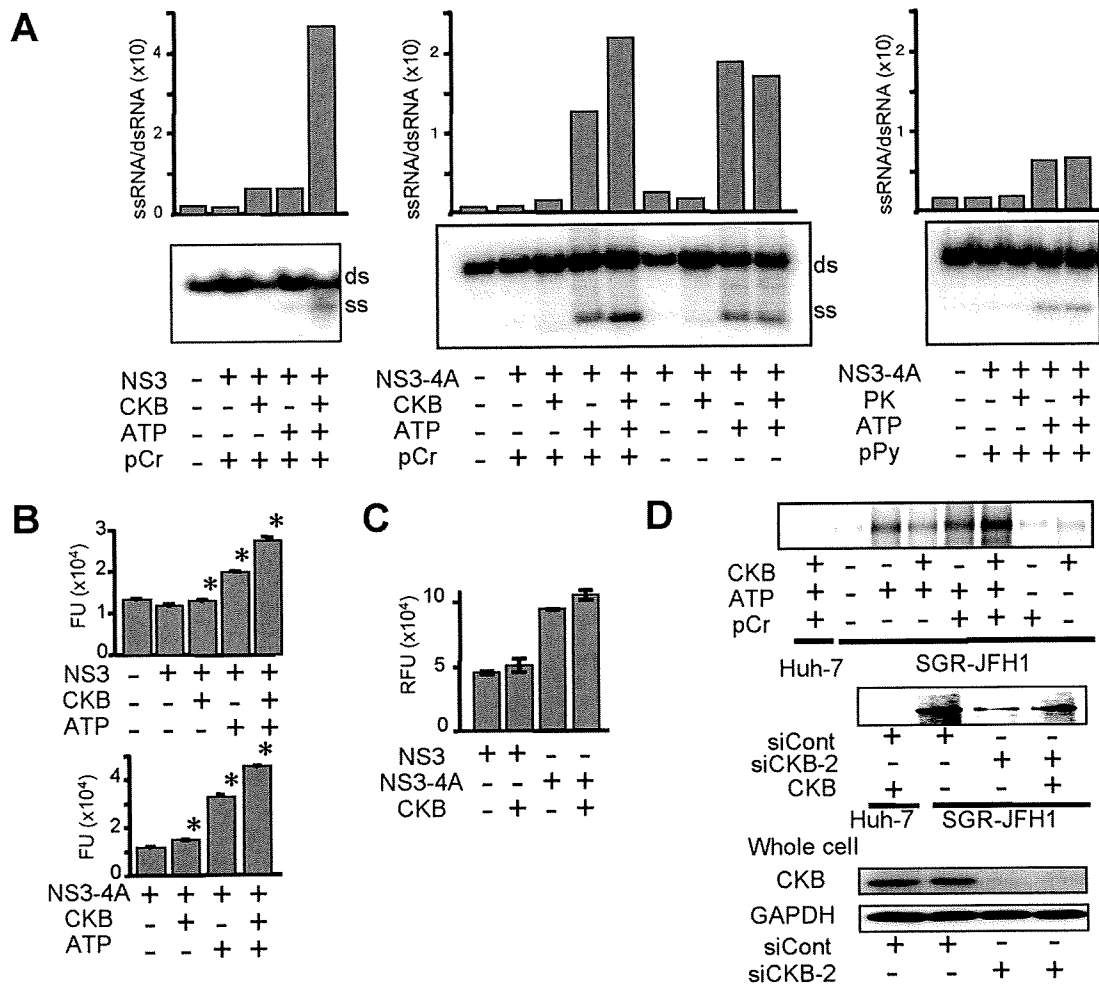 A
ssRNA/dsRNA (x10)
4
2
0
ds
ss
NS3 - + + + +
CKB - - + - +
ATP - - - + +
pCr - + + + +
ssRNA/dsRNA (x10)
2
1
0
ds
ss
NS3-4A - + + + + + + + +
CKB - - + - + - + - +
ATP - - - + + - - + +
pCr - + + + + - - - -
ssRNA/dsRNA (x10)
2
1
0
NS3-4A - + + + +
PK - - + - +
ATP - - - + +
pPy - + + + +
B
FU (x10⁴)
3
1
0
* * *
NS3 - + + + +
CKB - - + - +
ATP - - - + +
FU (x10⁴)
4
2
0
* * *
NS3-4A + + + +
CKB - + - +
ATP - - + +
C
RFU (x10⁴)
10
5
0
NS3 + + - -
NS3-4A - - + +
CKB - + - +
D
CKB + - - + - + - +
ATP + - + + + + - -
pCr + - - - + + + -
Huh-7 SGR-JFH1
siCont + + - -
siCKB-2 - - + +
CKB + - - +
Huh-7 SGR-JFH1
Whole cell
CKB
GAPDH
siCont + + - -
siCKB-2 - - + +